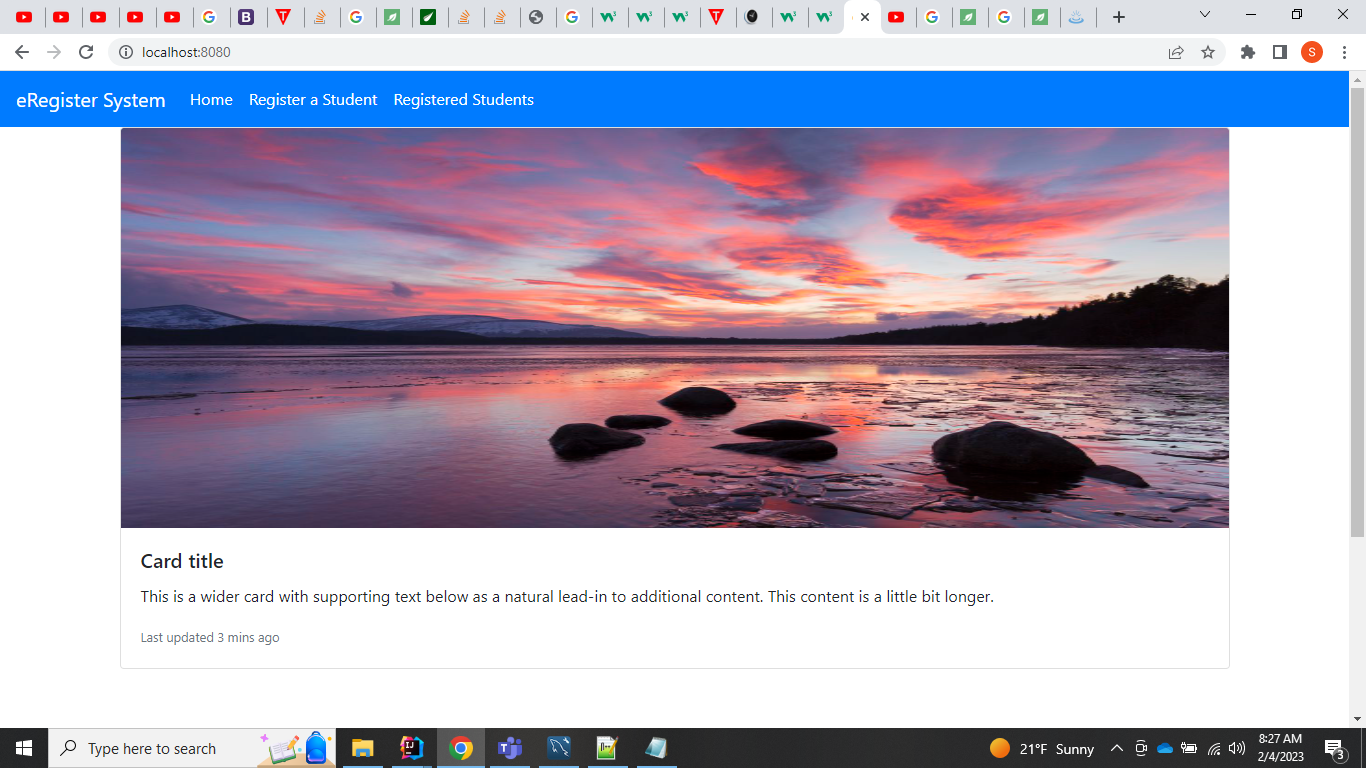 localhost:8080
S
eRegister System Home Register a Student Registered Students
Card title
This is a wider card with supporting text below as a natural lead-in to additional content. This content is a little bit longer.
Last updated 3 mins ago
Type here to search
21°F Sunny
8:27 AM
2/4/2023
3